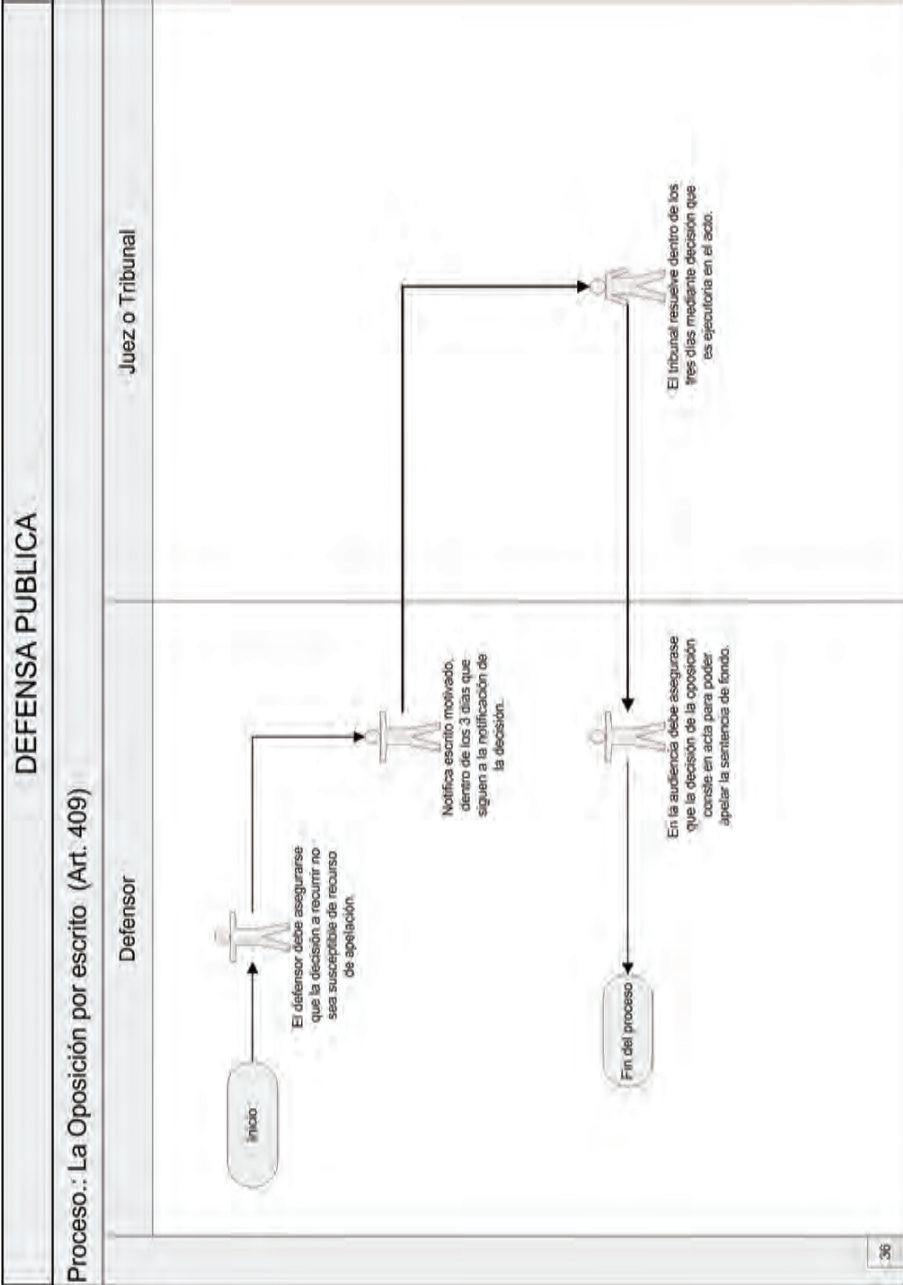 DEFENSA PUBLICA
Proceso.: La Oposición por escrito (Art. 409)
Defensor
Juez o Tribunal
Inicio
El defensor debe asegurarse
que la decisión a recurrir no
sea susceptible de recurso
de apelación.
Notifica escrito motivado,
dentro de los 3 días que
siguen a la notificación de
la decisión.
El tribunal resuelve dentro de los
tres días mediante decisión que
es ejecutoria en el acto.
En la audiencia debe asegurase
que la decisión de la oposición
conste en acta para poder
apelar la sentencia de fondo.
Fin del proceso
36